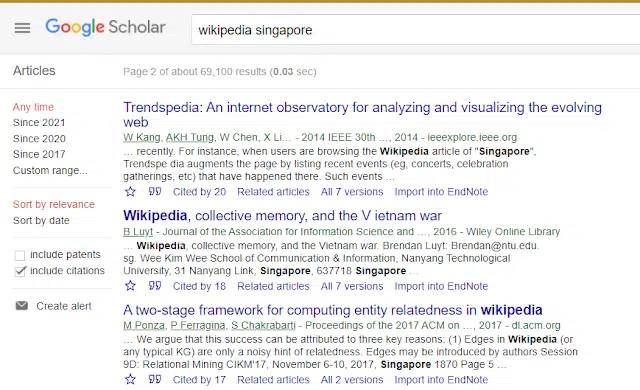 Google Scholar
wikipedia singapore
Articles
Page 2 of about 69,100 results (0.03 sec)
Any time
Since 2021
Since 2020
Since 2017
Custom range...
Sort by relevance
Sort by date
include patents
include citations
Create alert
Trendspedia: An internet observatory for analyzing and visualizing the evolving
web
W Kang, AKH Tung, W Chen, X Li... - 2014 IEEE 30th …, 2014 - ieeexplore.ieee.org
... recently. For instance, when users are browsing the Wikipedia article of "Singapore",
Trendspe dia augments the page by listing recent events (eg, concerts, celebration
gatherings, etc) that have happened there. Such events ...
Cited by 20 Related articles All 7 versions Import into EndNote
Wikipedia, collective memory, and the V ietnam war
B Luyt - Journal of the Association for Information Science and …, 2016 - Wiley Online Library
... Wikipedia, collective memory, and the Vietnam war. Brendan Luyt: Brendan@ntu.edu.
sg. Wee Kim Wee School of Communication & Information, Nanyang Technological
University, 31 Nanyang Link, Singapore, 637718 Singapore ...
Cited by 18 Related articles All 7 versions Import into EndNote
A two-stage framework for computing entity relatedness in wikipedia
M Ponza, P Ferragina, S Chakrabarti - Proceedings of the 2017 ACM on …, 2017 - dl.acm.org
... We argue that this success can be attributed to three key reasons: (1) Edges in Wikipedia (or
any typical KG) are only a noisy hint of relatedness. Edges may be introduced by authors Session
9D: Relational Mining CIKM'17, November 6-10, 2017, Singapore 1870 Page 5 ...
Cited by 17 Related articles All 2 versions Import into EndNote